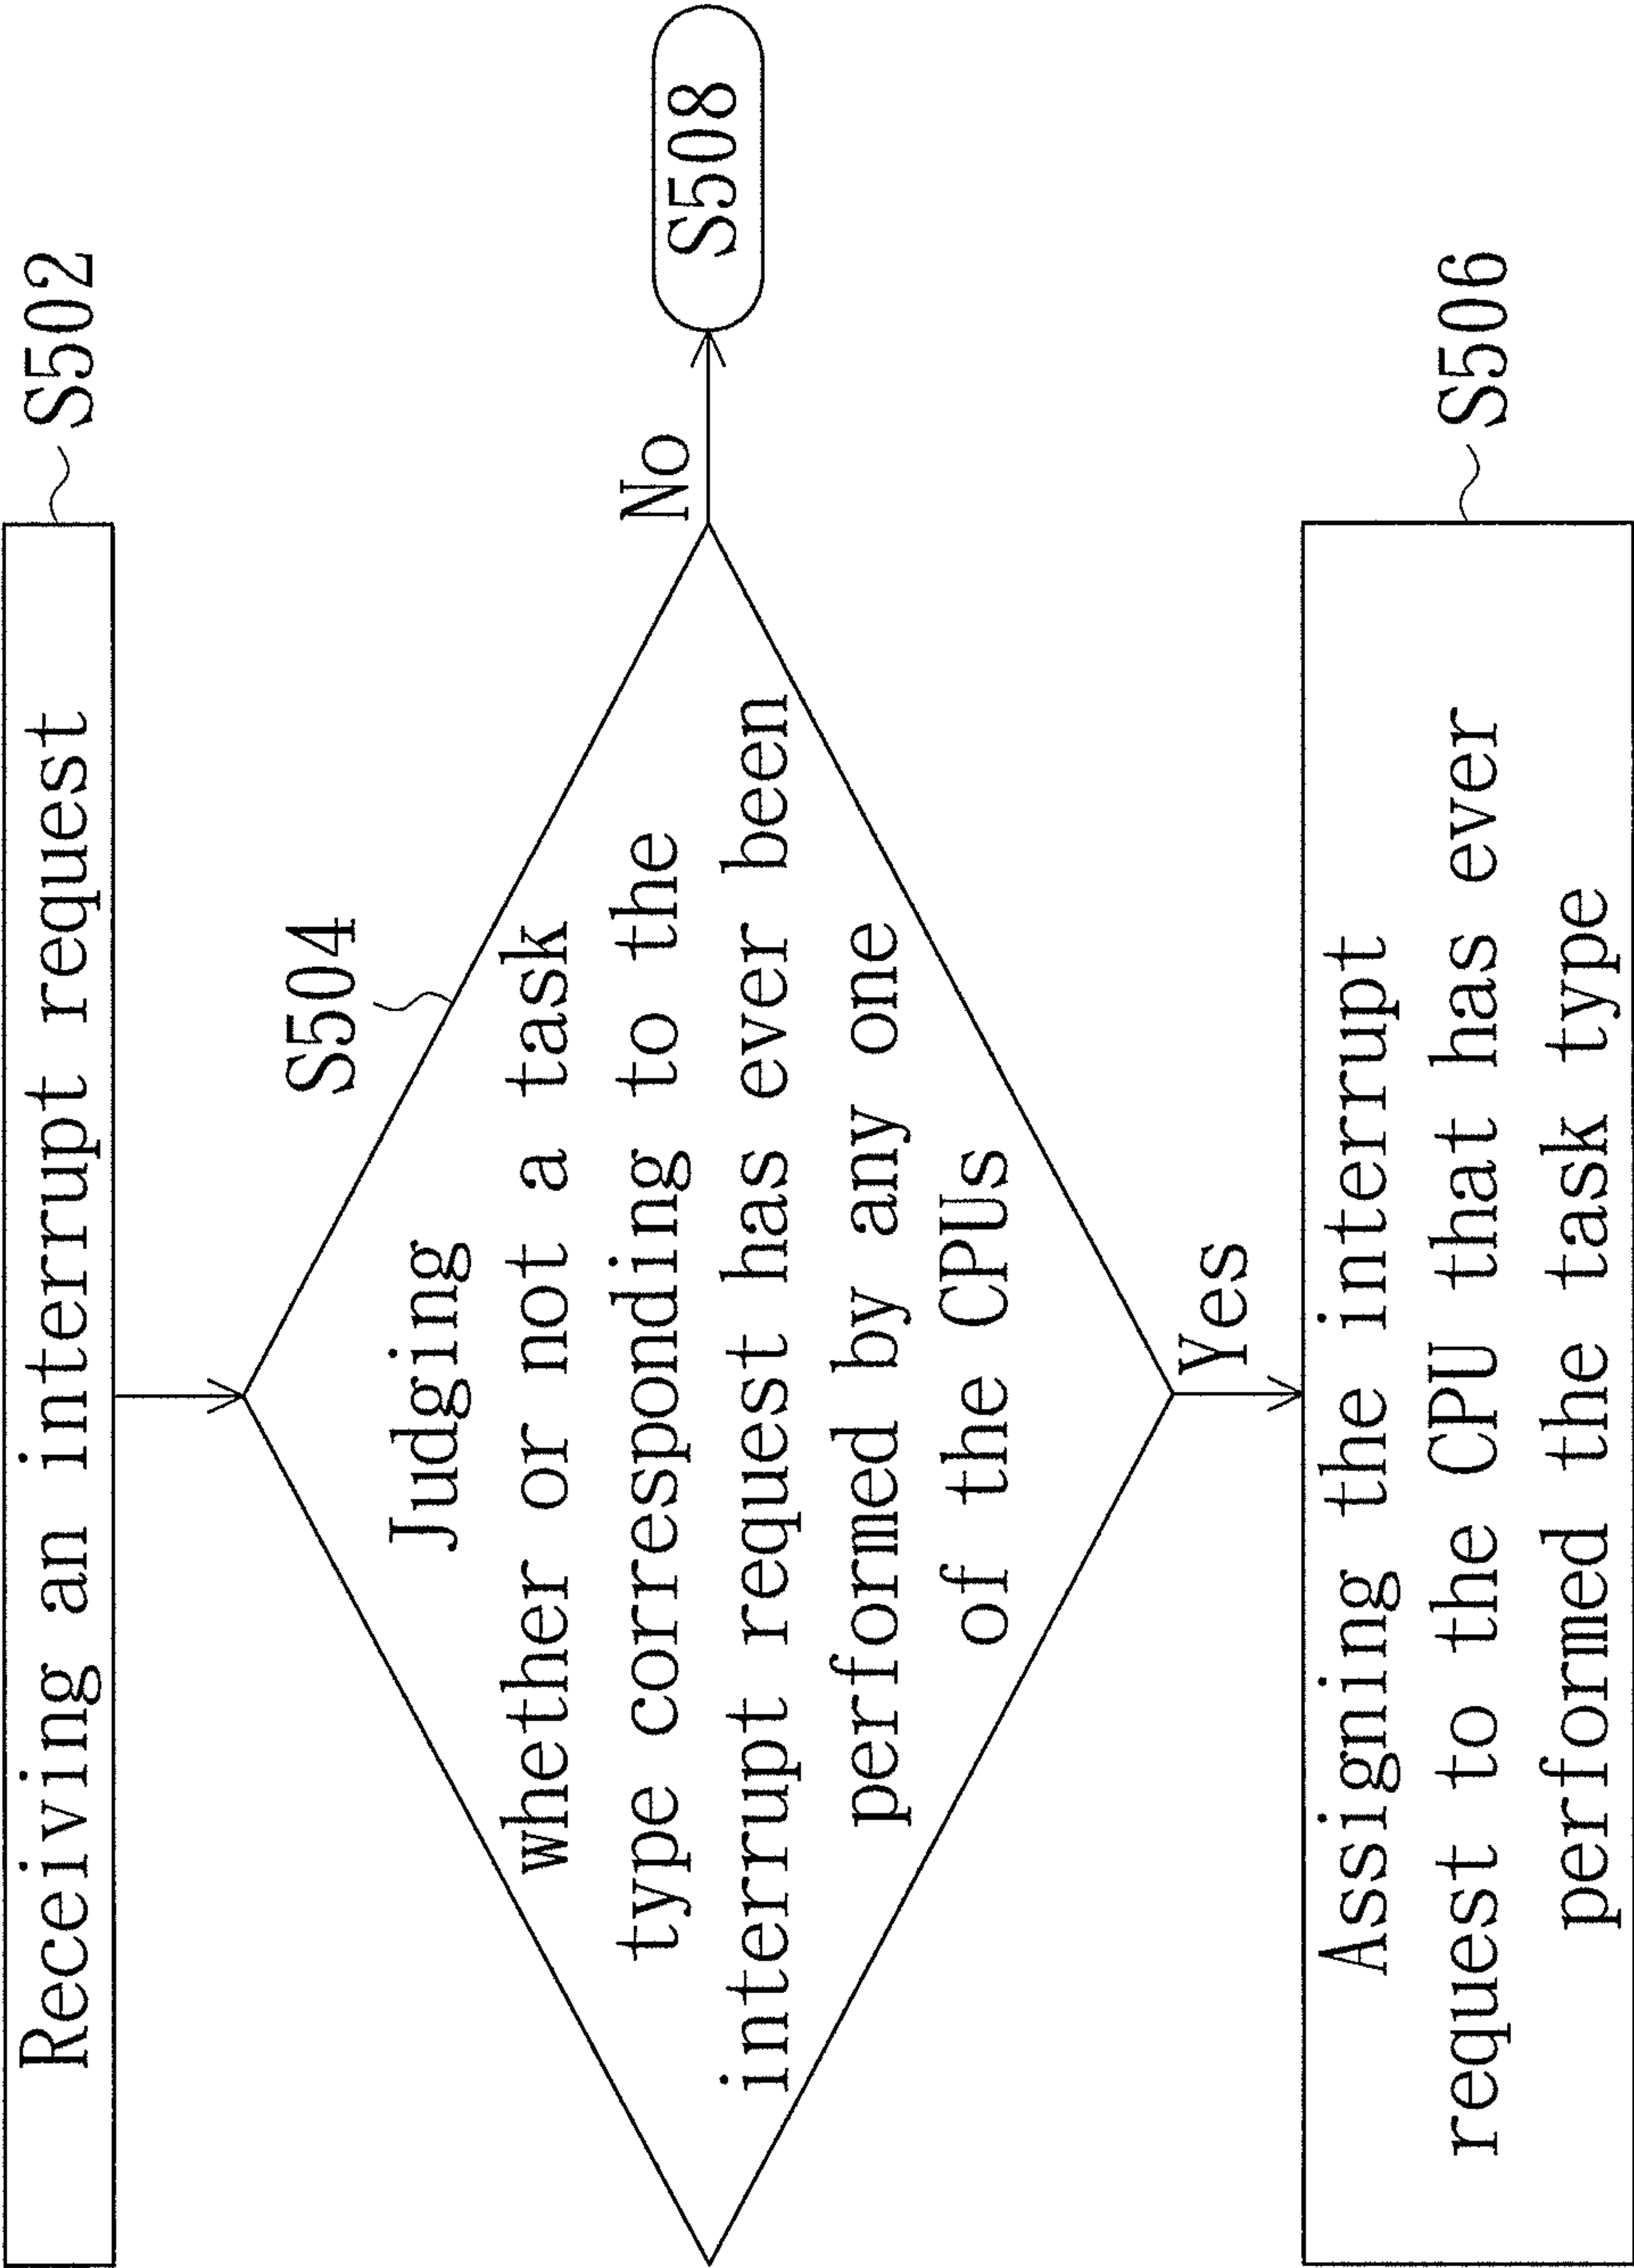 Receiving an interrupt request
S502
S504
Judging
whether or not a task
type corresponding to the
interrupt request has ever been
performed by any one
of the CPUs
No
S508
Yes
Assigning the interrupt
request to the CPU that has ever
performed the task type
S506